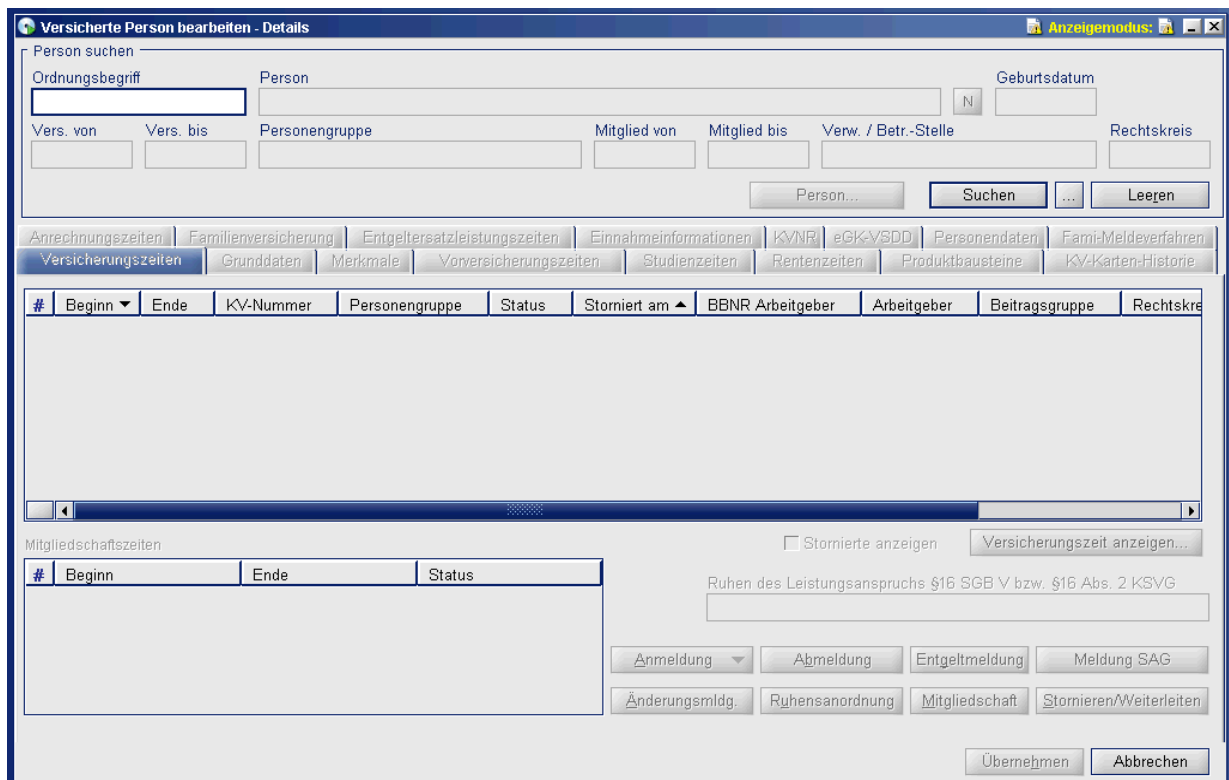 Versicherte Person bearbeiten - Details Anzeigemodus:
Person suchen
Ordnungsbegriff Person Geburtsdatum
N
Vers. von Vers. bis Personengruppe Mitglied von Mitglied bis Verw. / Betr.-Stelle Rechtskreis
Person... Suchen ... Leeren
Anrechnungszeiten Familienversicherung Entgeltersatzleistungszeiten Einnahmeinformationen KVNR eGK-VSDD Personendaten Fami-Meldeverfahren
Versicherungszeiten Grunddaten Merkmale Vorversicherungszeiten Studienzeiten Rentenzeiten Produktbausteine KV-Karten-Historie
# Beginn Ende KV-Nummer Personengruppe Status Storniert am BBNR Arbeitgeber Arbeitgeber Beitragsgruppe Rechtskre
Mitgliedschaftszeiten Stornierte anzeigen Versicherungszeit anzeigen...
# Beginn Ende Status
Ruhen des Leistungsanspruchs §16 SGB V bzw. §16 Abs. 2 KSVG
Anmeldung Abmeldung Entgeltmeldung Meldung SAG
Änderungsmldg. Ruhensanordnung Mitgliedschaft Stornieren/Weiterleiten
Übernehmen Abbrechen